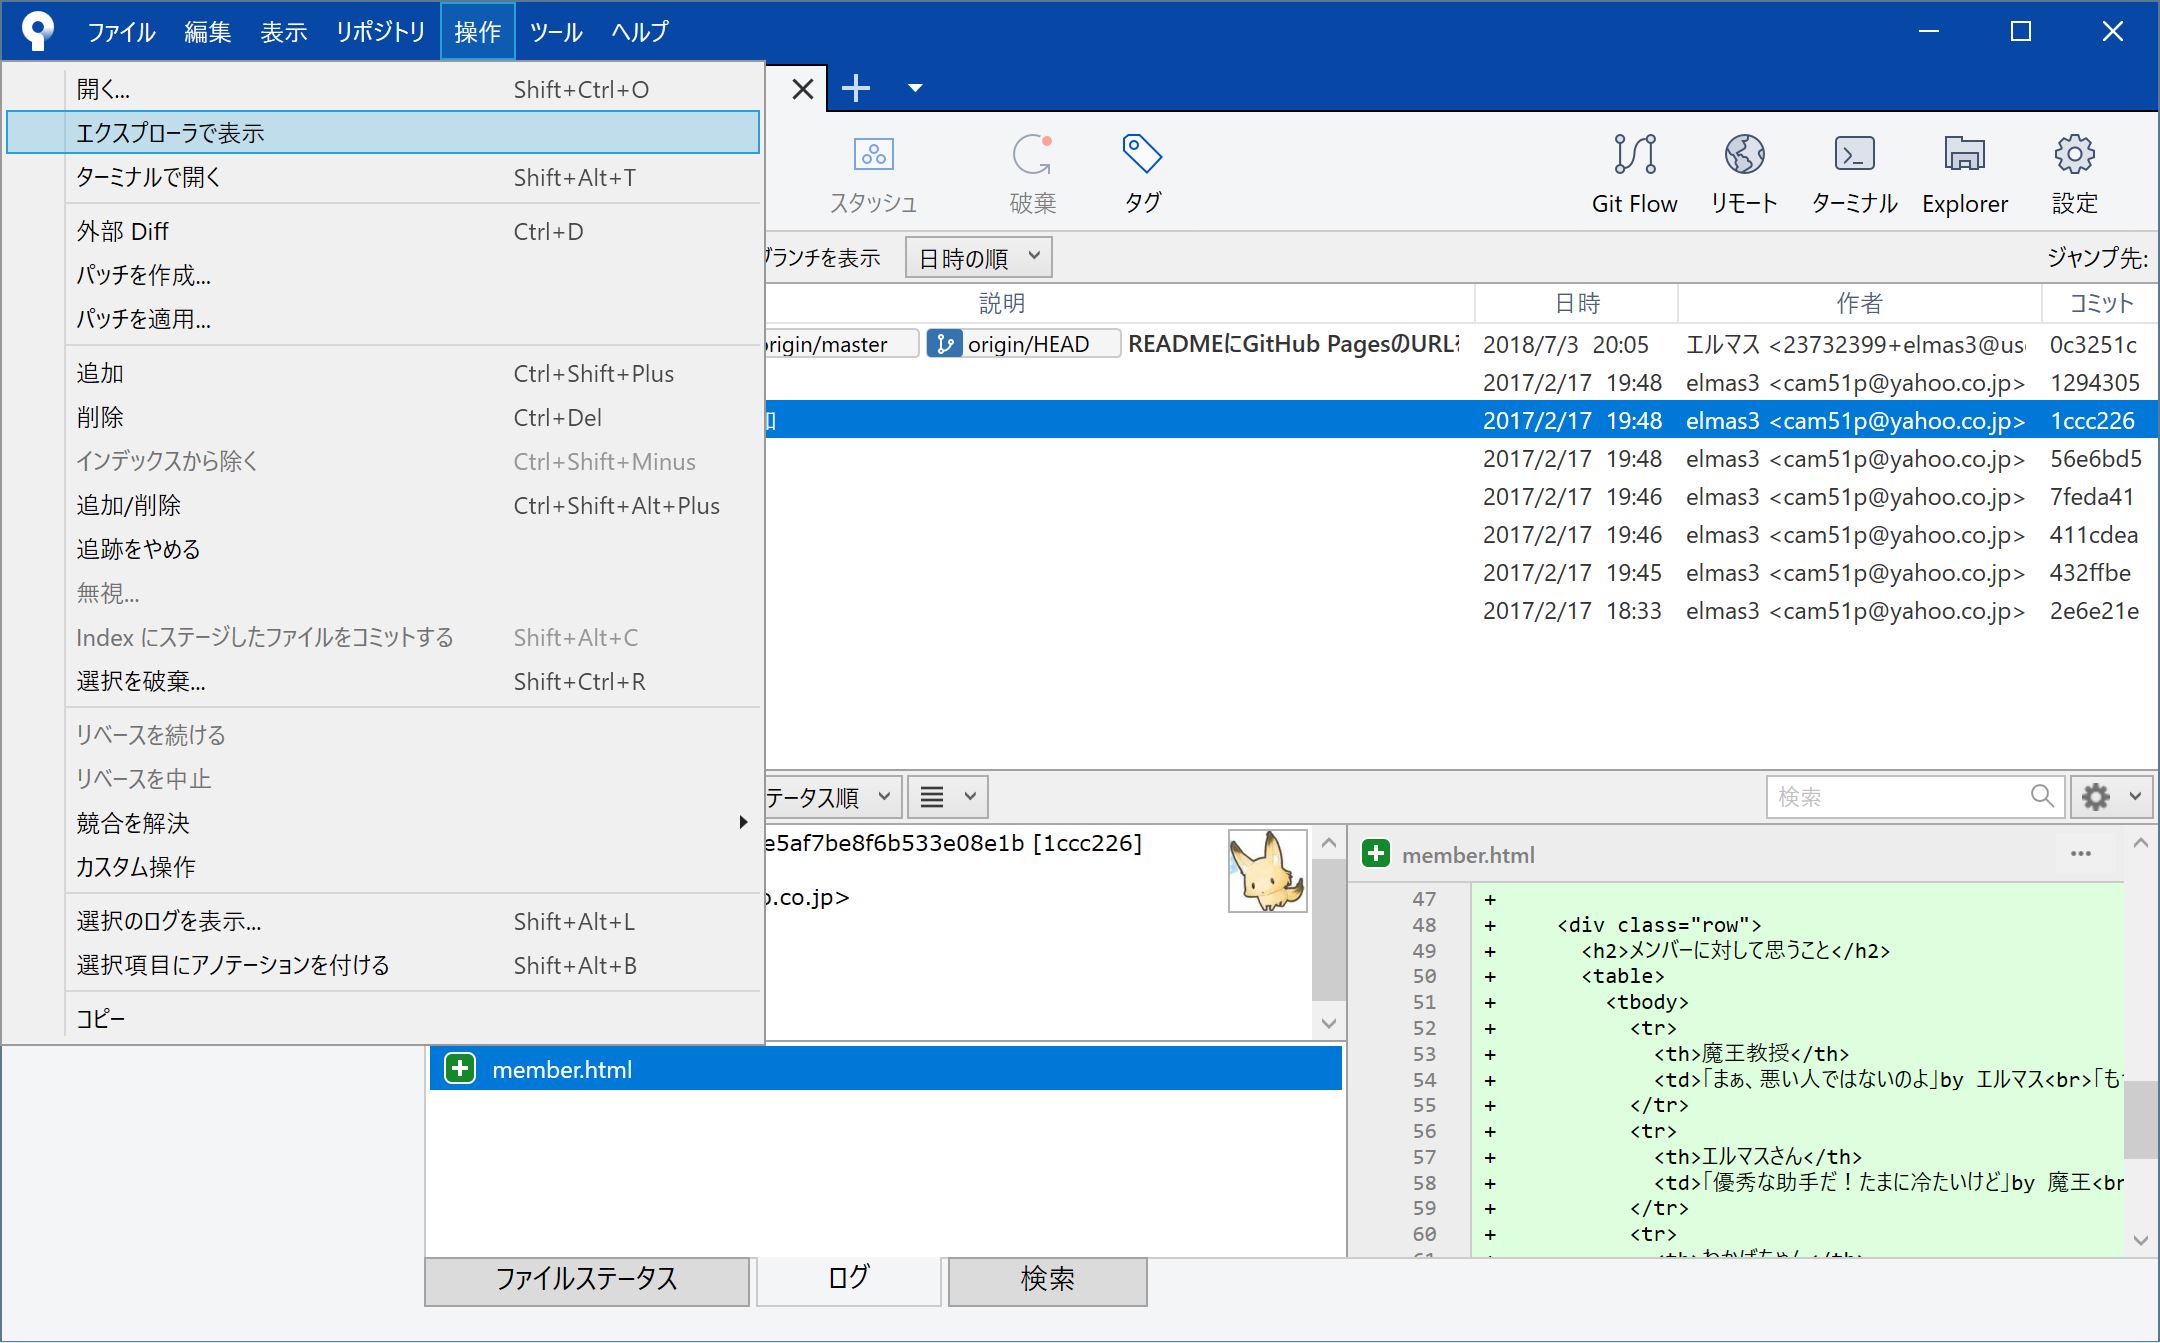 ファイル 編集 表示 リポジトリ 操作 ツール ヘルプ
開く... Shift+Ctrl+O
エクスプローラで表示
ターミナルで開く Shift+Alt+T
外部 Diff Ctrl+D
パッチを作成...
パッチを適用...
追加 Ctrl+Shift+Plus
削除 Ctrl+Del
インデックスから除く Ctrl+Shift+Minus
追加/削除 Ctrl+Shift+Alt+Plus
追跡をやめる
無視...
Index にステージしたファイルをコミットする Shift+Alt+C
選択を破棄... Shift+Ctrl+R
リベースを続ける
リベースを中止
競合を解決
カスタム操作
選択のログを表示... Shift+Alt+L
選択項目にアノテーションを付ける Shift+Alt+B
コピー
スタッシュ 破棄 タグ Git Flow リモート ターミナル Explorer 設定
ブランチを表示 日時の順 ジャンプ先:
説明 日時 作者 コミット
origin/master origin/HEAD READMEにGitHub PagesのURL 2018/7/3 20:05 エルマス <23732399+elmas3@us 0c3251c
2017/2/17 19:48 elmas3 <cam51p@yahoo.co.jp> 1294305
2017/2/17 19:48 elmas3 <cam51p@yahoo.co.jp> 1ccc226
2017/2/17 19:48 elmas3 <cam51p@yahoo.co.jp> 56e6bd5
2017/2/17 19:46 elmas3 <cam51p@yahoo.co.jp> 7feda41
2017/2/17 19:46 elmas3 <cam51p@yahoo.co.jp> 411cdea
2017/2/17 19:45 elmas3 <cam51p@yahoo.co.jp> 432ffbe
2017/2/17 18:33 elmas3 <cam51p@yahoo.co.jp> 2e6e21e
テータス順 検索
e5af7be8f6b533e08e1b [1ccc226]
.co.jp>
member.html
member.html
47 +
48 + <div class="row">
49 + <h2>メンバーに対して思うこと</h2>
50 + <table>
51 + <tbody>
52 + <tr>
53 + <th>魔王教授</th>
54 + <td>「まぁ、悪い人ではないのよ」by エルマス<br>「も
55 + </tr>
56 + <tr>
57 + <th>エルマスさん</th>
58 + <td>「優秀な助手だ！たまに冷たいけど」by 魔王<br
59 + </tr>
60 + <tr>
ファイルステータス ログ 検索